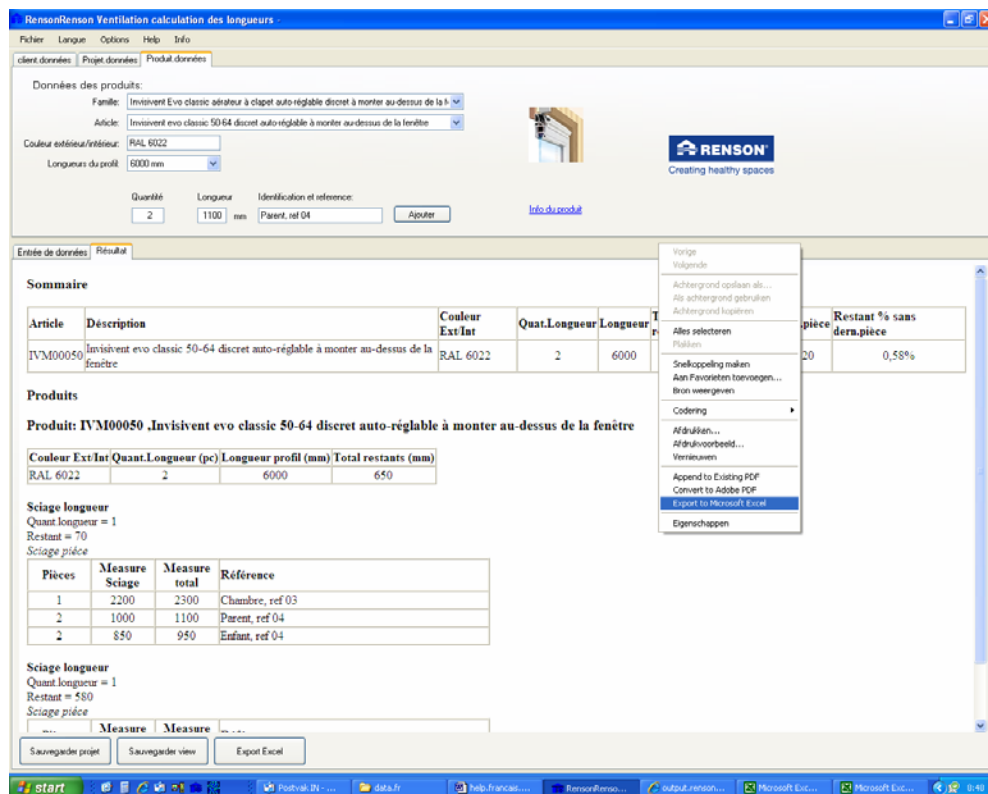 RensonRenson Ventilation calculation des longueurs -
Fichier Langue Options Help Info
client.données Projet.données Produit.données
Données des produits:
Famille: Invisivent Evo classic aérateur à clapet auto-réglable discret à monter au-dessus de la
Article: Invisivent evo classic 50-64 discret auto-réglable à monter au-dessus de la fenêtre
Couleur extérieur/intérieur: RAL 6022
Longueurs du profil: 6000 mm
Quantité Longueur Identification et reference:
2 1100 mm Parent, ref 04 Ajouter
RENSON
Creating healthy spaces
Info du produit
Entrée de données Résultat
Sommaire
Article Déscription Couleur Ext/Int Quat.Longueur Longueur .pièce Restant % sans dern.pièce
IVM00050 Invisivent evo classic 50-64 discret auto-réglable à monter au-dessus de la fenêtre RAL 6022 2 6000 20 0,58%
Produits
Produit: IVM00050 ,Invisivent evo classic 50-64 discret auto-réglable à monter au-dessus de la fenêtre
Couleur Ext/Int Quant.Longueur (pc) Longueur profil (mm) Total restants (mm)
RAL 6022 2 6000 650
Sciage longueur
Quant.longueur = 1
Restant = 70
Sciage piéce
Pièces Measure Sciage Measure total Référence
1 2200 2300 Chambre, ref 03
2 1000 1100 Parent, ref 04
2 850 950 Enfant, ref 04
Sciage longueur
Quant.longueur = 1
Restant = 580
Sciage piéce
Measure Measure
Vorige
Volgende
Achtergrond opslaan als...
Als achtergrond gebruiken
Achtergrond kopiëren
Alles selecteren
Plakken
Snelkoppeling maken
Aan Favorieten toevoegen...
Bron weergeven
Codering
Afdrukken...
Afdrukvoorbeeld...
Vernieuwen
Append to Existing PDF
Convert to Adobe PDF
Export to Microsoft Excel
Eigenschappen
Sauvegarder projet Sauvegarder view Export Excel
start Postvak IN - ... data.fr help.francais.... RensonRenso... output.renson... Microsoft Exc... Microsoft Exc... 8:40